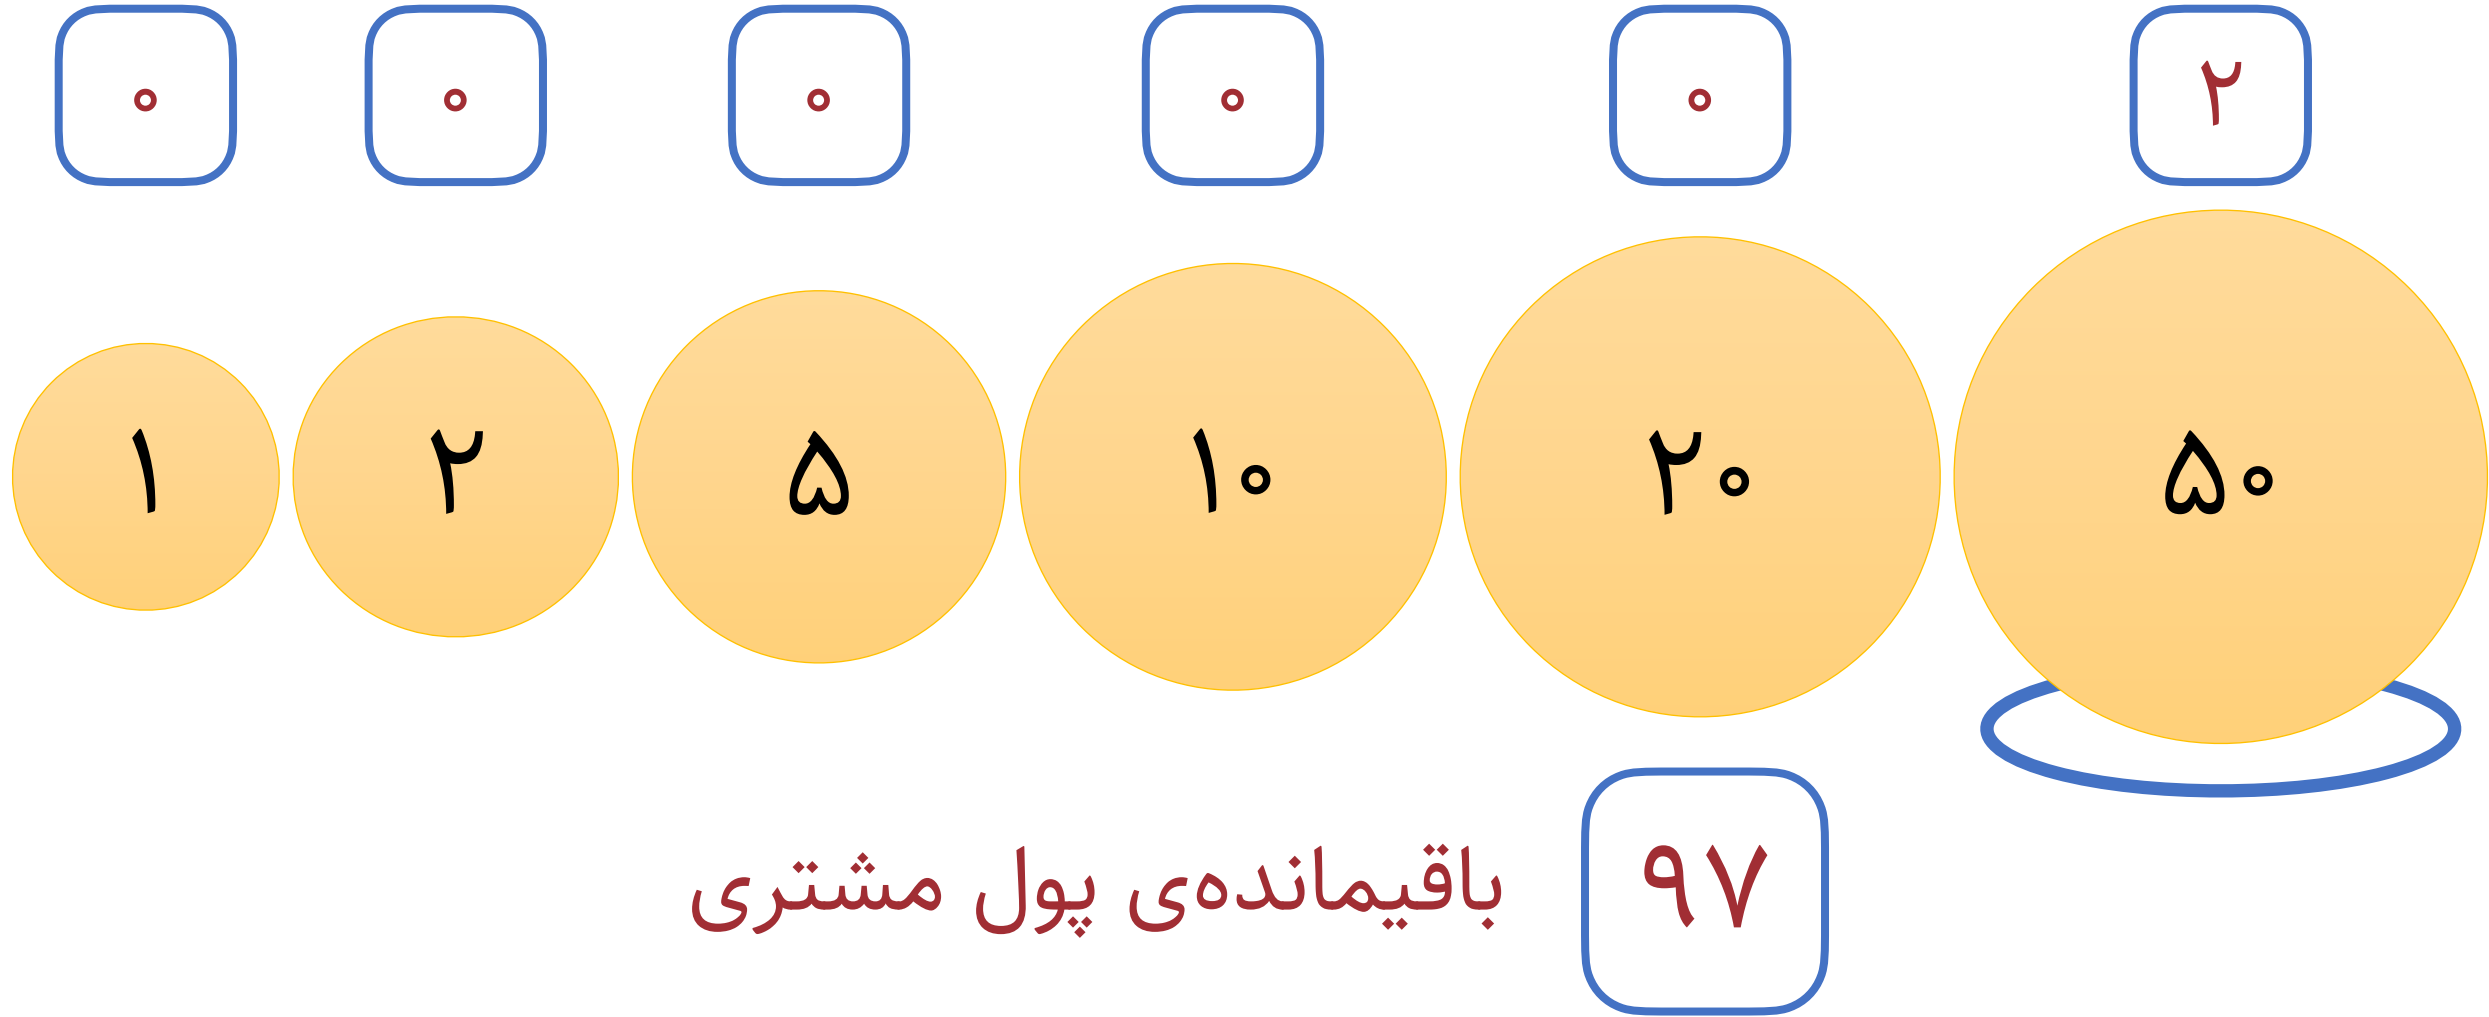 ۰ ۰ ۰ ۰ ۰ ۲
۱ ۲ ۵ ۱۰ ۲۰ ۵۰
۹۷
باقیمانده‌ی پول مشتری